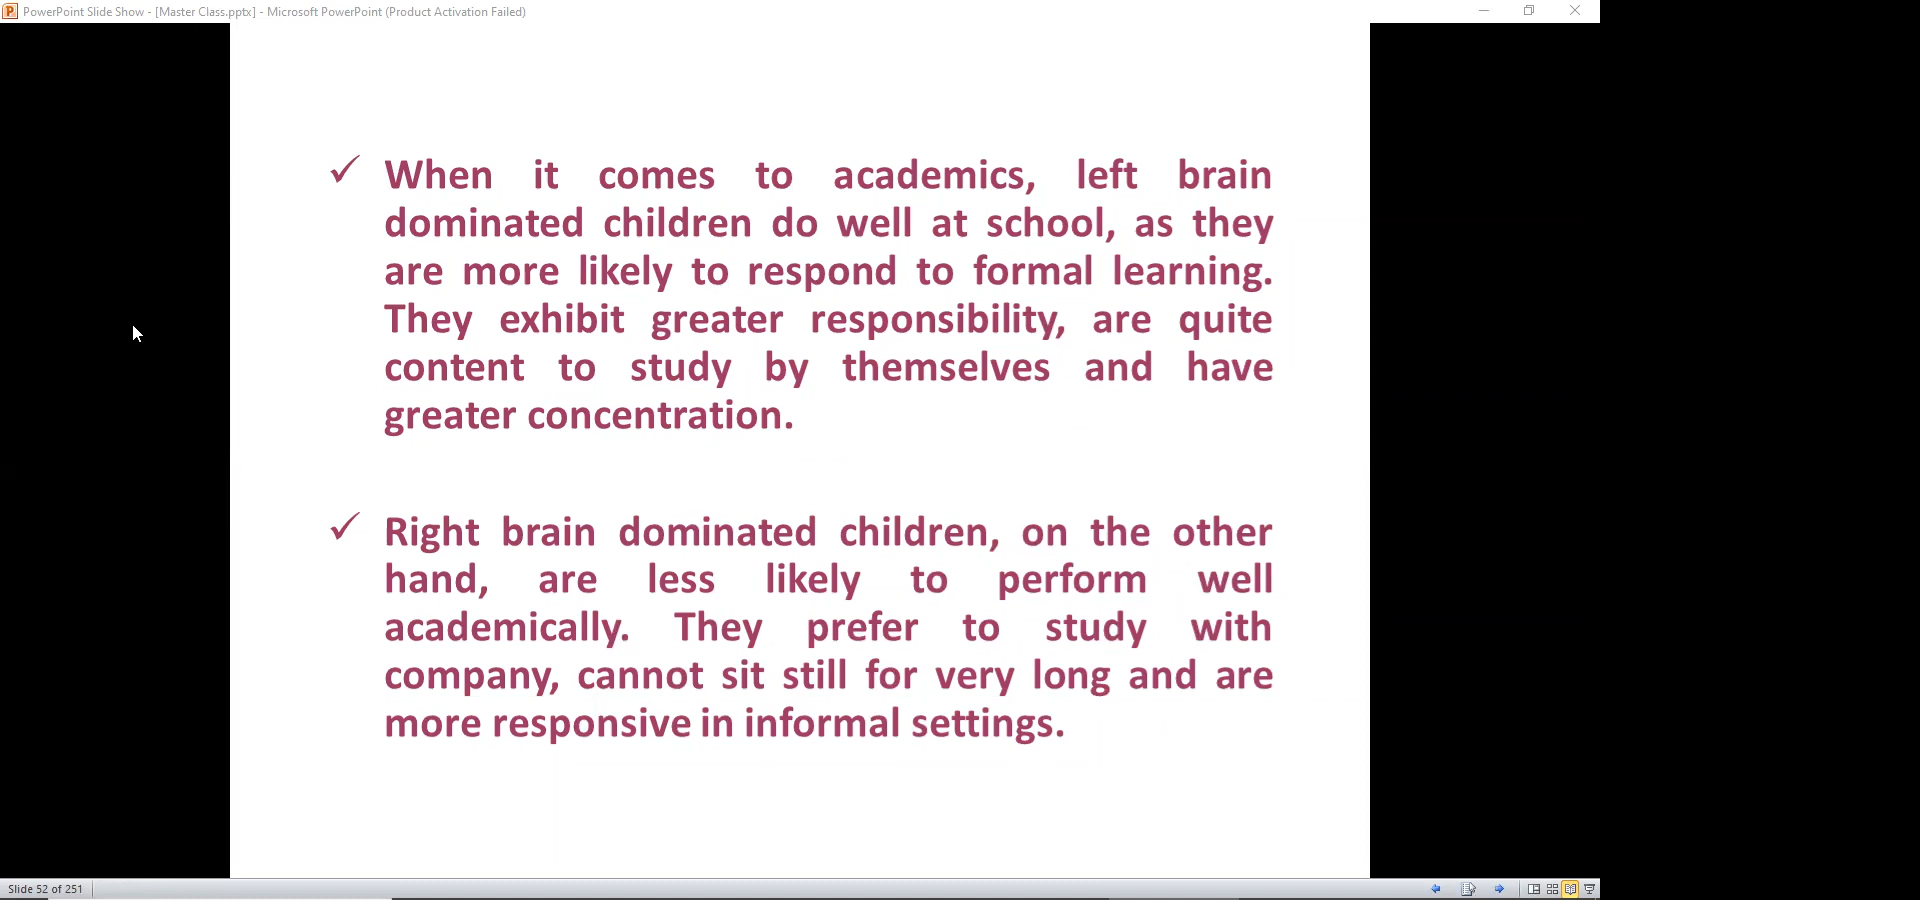 PowerPoint Slide Show - [Master Class.pptx] - Microsoft PowerPoint (Product Activation Failed)
✓ When it comes to academics, left brain
dominated children do well at school, as they
are more likely to respond to formal learning.
They exhibit greater responsibility, are quite
content to study by themselves and have
greater concentration.
✓ Right brain dominated children, on the other
hand, are less likely to perform well
academically. They prefer to study with
company, cannot sit still for very long and are
more responsive in informal settings.
Slide 52 of 251